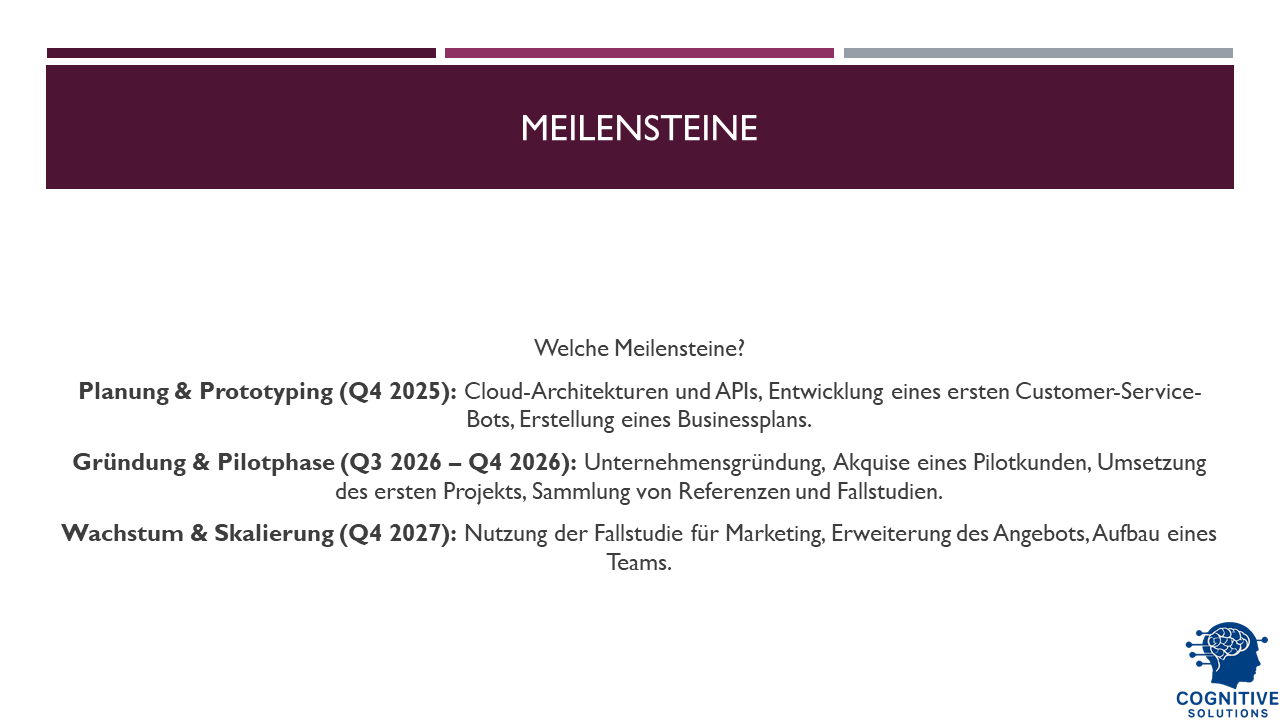 MEILENSTEINE
Welche Meilensteine?
Planung & Prototyping (Q4 2025): Cloud-Architekturen und APIs, Entwicklung eines ersten Customer-Service-
Bots, Erstellung eines Businessplans.
Gründung & Pilotphase (Q3 2026 – Q4 2026): Unternehmensgründung, Akquise eines Pilotkunden, Umsetzung
des ersten Projekts, Sammlung von Referenzen und Fallstudien.
Wachstum & Skalierung (Q4 2027): Nutzung der Fallstudie für Marketing, Erweiterung des Angebots, Aufbau eines
Teams.
COGNITIVE
SOLUTIONS